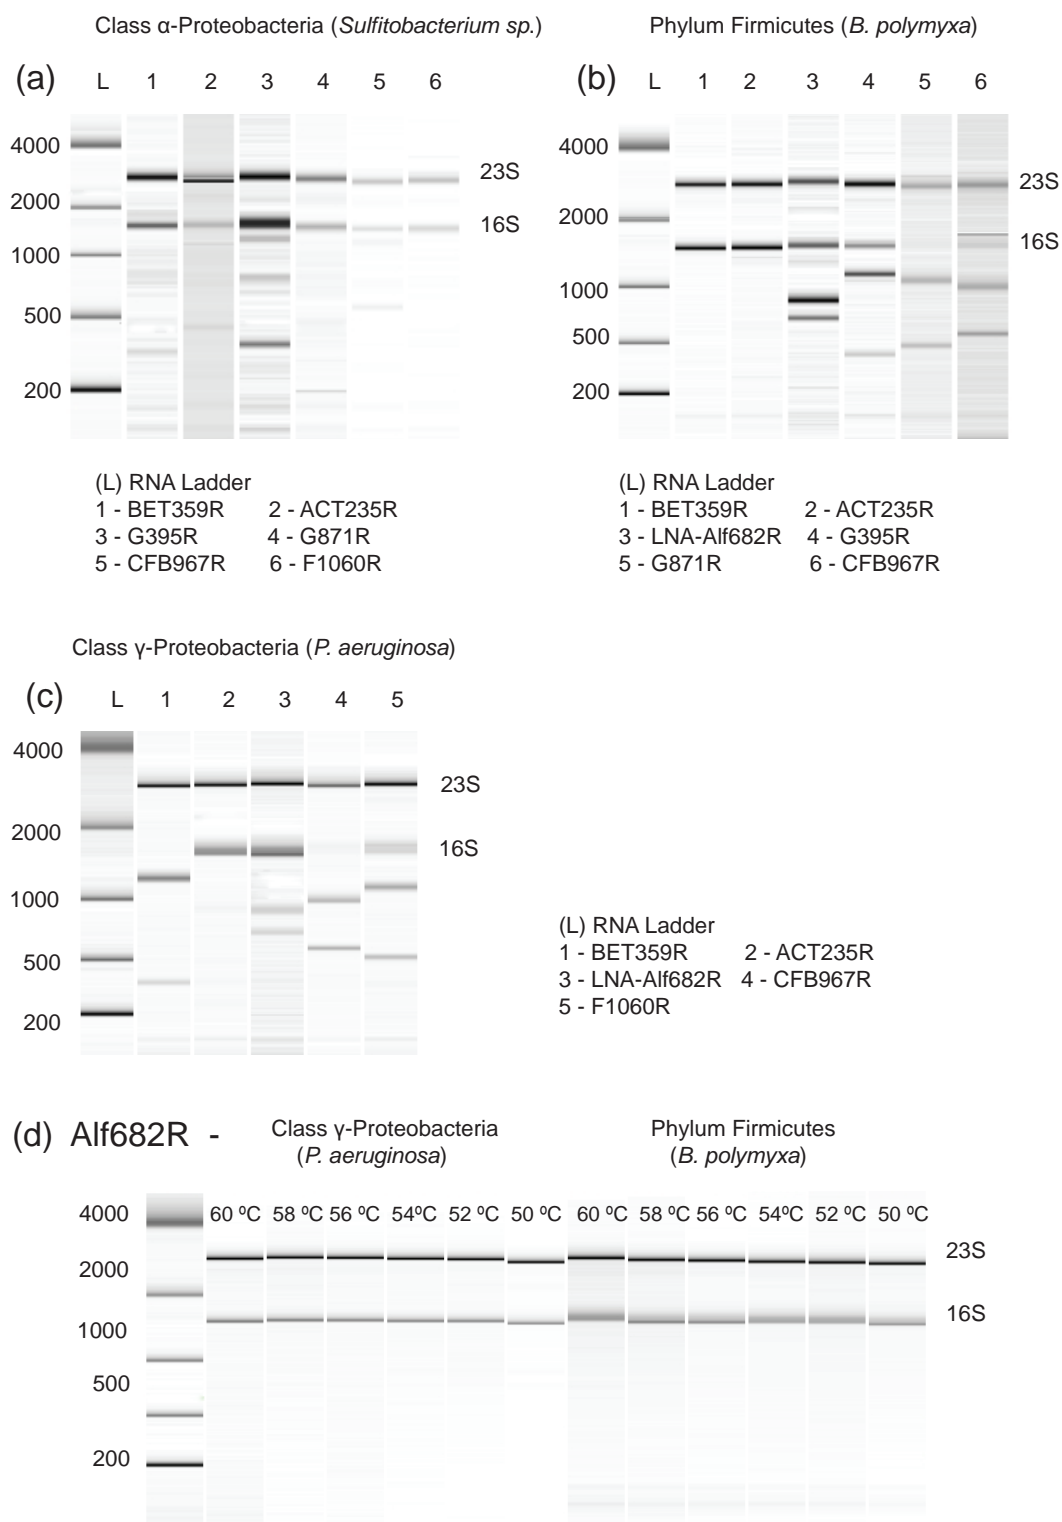 Class α-Proteobacteria (Sulfitobacterium sp.)
Phylum Firmicutes (B. polymyxa)
(a) L 1 2 3 4 5 6
4000
2000
1000
500
200
23S
16S
(b) L 1 2 3 4 5 6
4000
2000
1000
500
200
23S
16S
(L) RNA Ladder
1 - BET359R 2 - ACT235R
3 - G395R 4 - G871R
5 - CFB967R 6 - F1060R
(L) RNA Ladder
1 - BET359R 2 - ACT235R
3 - LNA-Alf682R 4 - G395R
5 - G871R 6 - CFB967R
Class γ-Proteobacteria (P. aeruginosa)
(c) L 1 2 3 4 5
4000
2000
1000
500
200
23S
16S
(L) RNA Ladder
1 - BET359R 2 - ACT235R
3 - LNA-Alf682R 4 - CFB967R
5 - F1060R
(d) Alf682R -
Class γ-Proteobacteria
(P. aeruginosa)
Phylum Firmicutes
(B. polymyxa)
4000
2000
1000
500
200
60 ºC 58 ºC 56 ºC 54ºC 52 ºC 50 ºC 60 ºC 58 ºC 56 ºC 54ºC 52 ºC 50 ºC
23S
16S